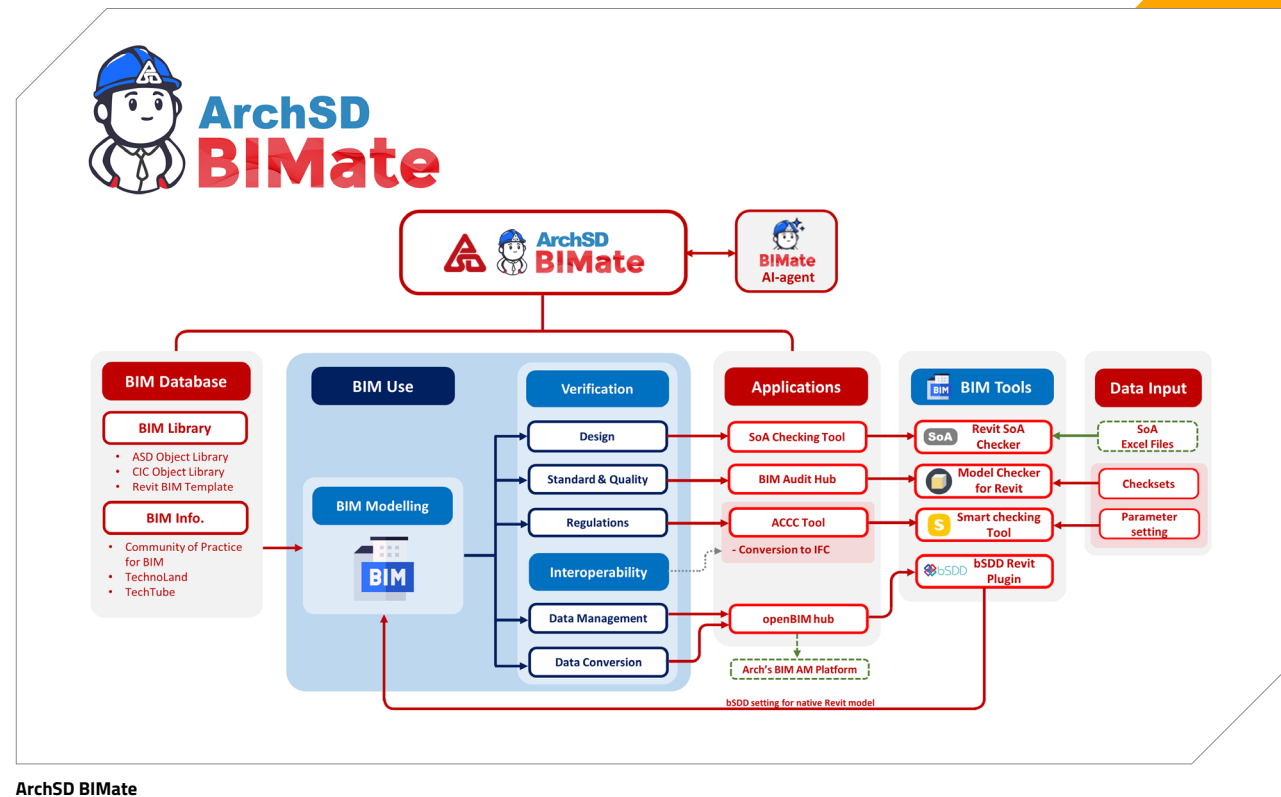 ArchSD
BIMate
ArchSD
BIMate
BIMate
AI-agent
BIM Database
BIM Library
• ASD Object Library
• CIC Object Library
• Revit BIM Template
BIM Info.
• Community of Practice
for BIM
• TechnoLand
• TechTube
BIM Use
BIM Modelling
BIM
Verification
Design
Standard & Quality
Regulations
Interoperability
Data Management
Data Conversion
Applications
SoA Checking Tool
BIM Audit Hub
ACCC Tool
- Conversion to IFC
openBIM hub
Arch's BIM AM Platform
BIM
BIM Tools
SoA
Revit SoA
Checker
Model Checker
for Revit
S
Smart checking
Tool
bSDD
bSDD Revit
Plugin
Data Input
SoA
Excel Files
Checksets
Parameter
setting
bSDD setting for native Revit model
ArchSD BIMate